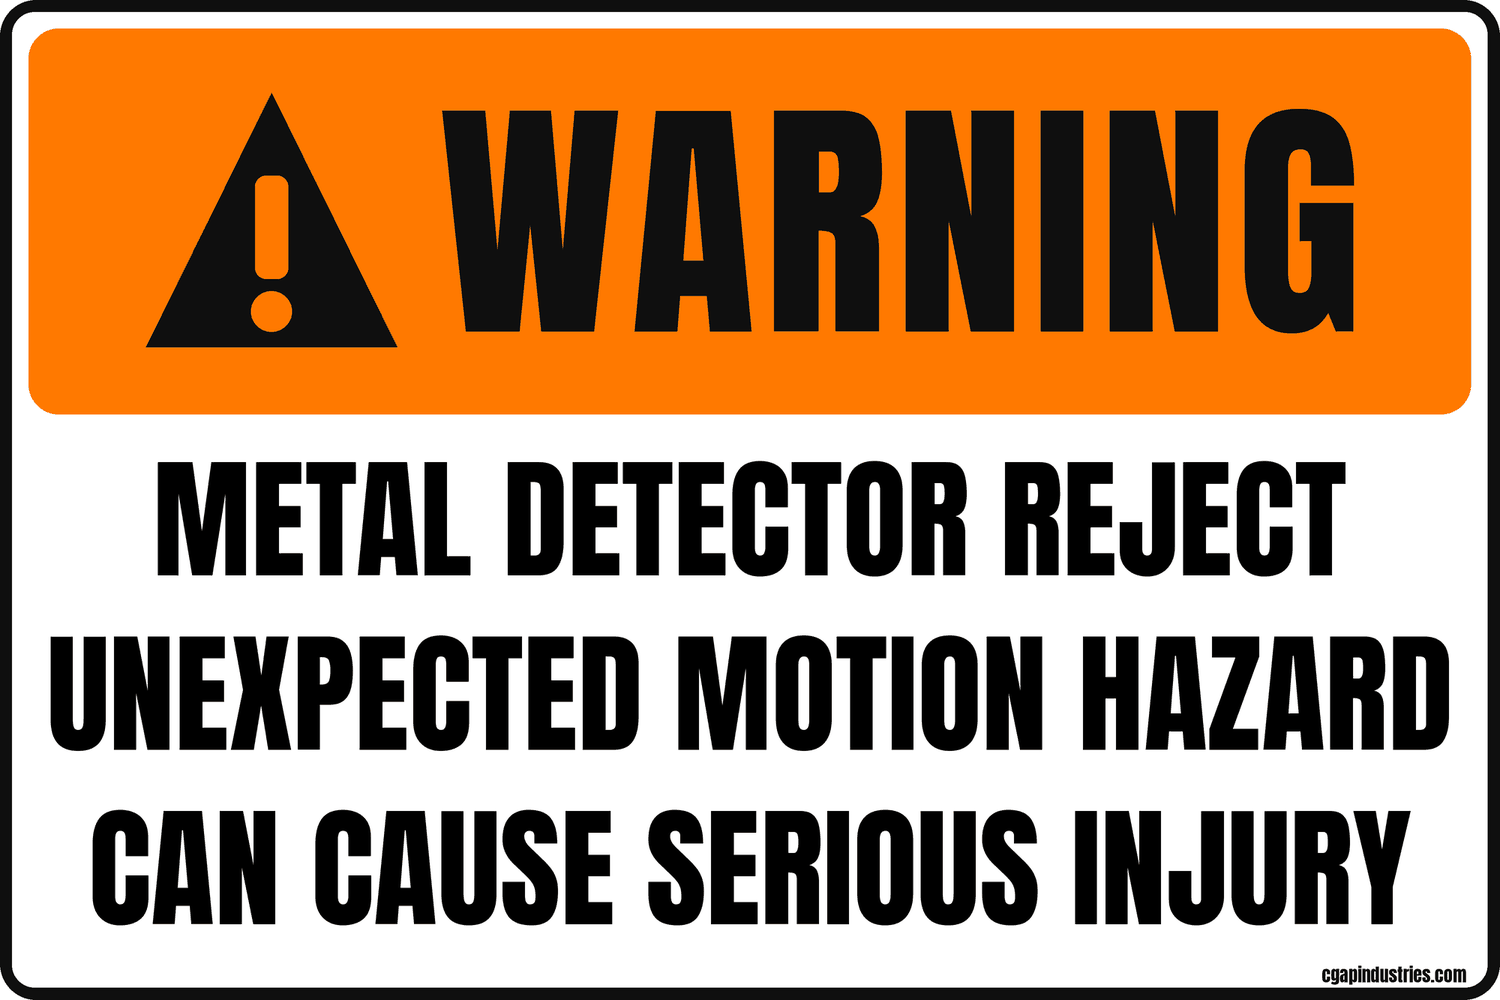 WARNING
METAL DETECTOR REJECT
UNEXPECTED MOTION HAZARD
CAN CAUSE SERIOUS INJURY
cgapindustries.com